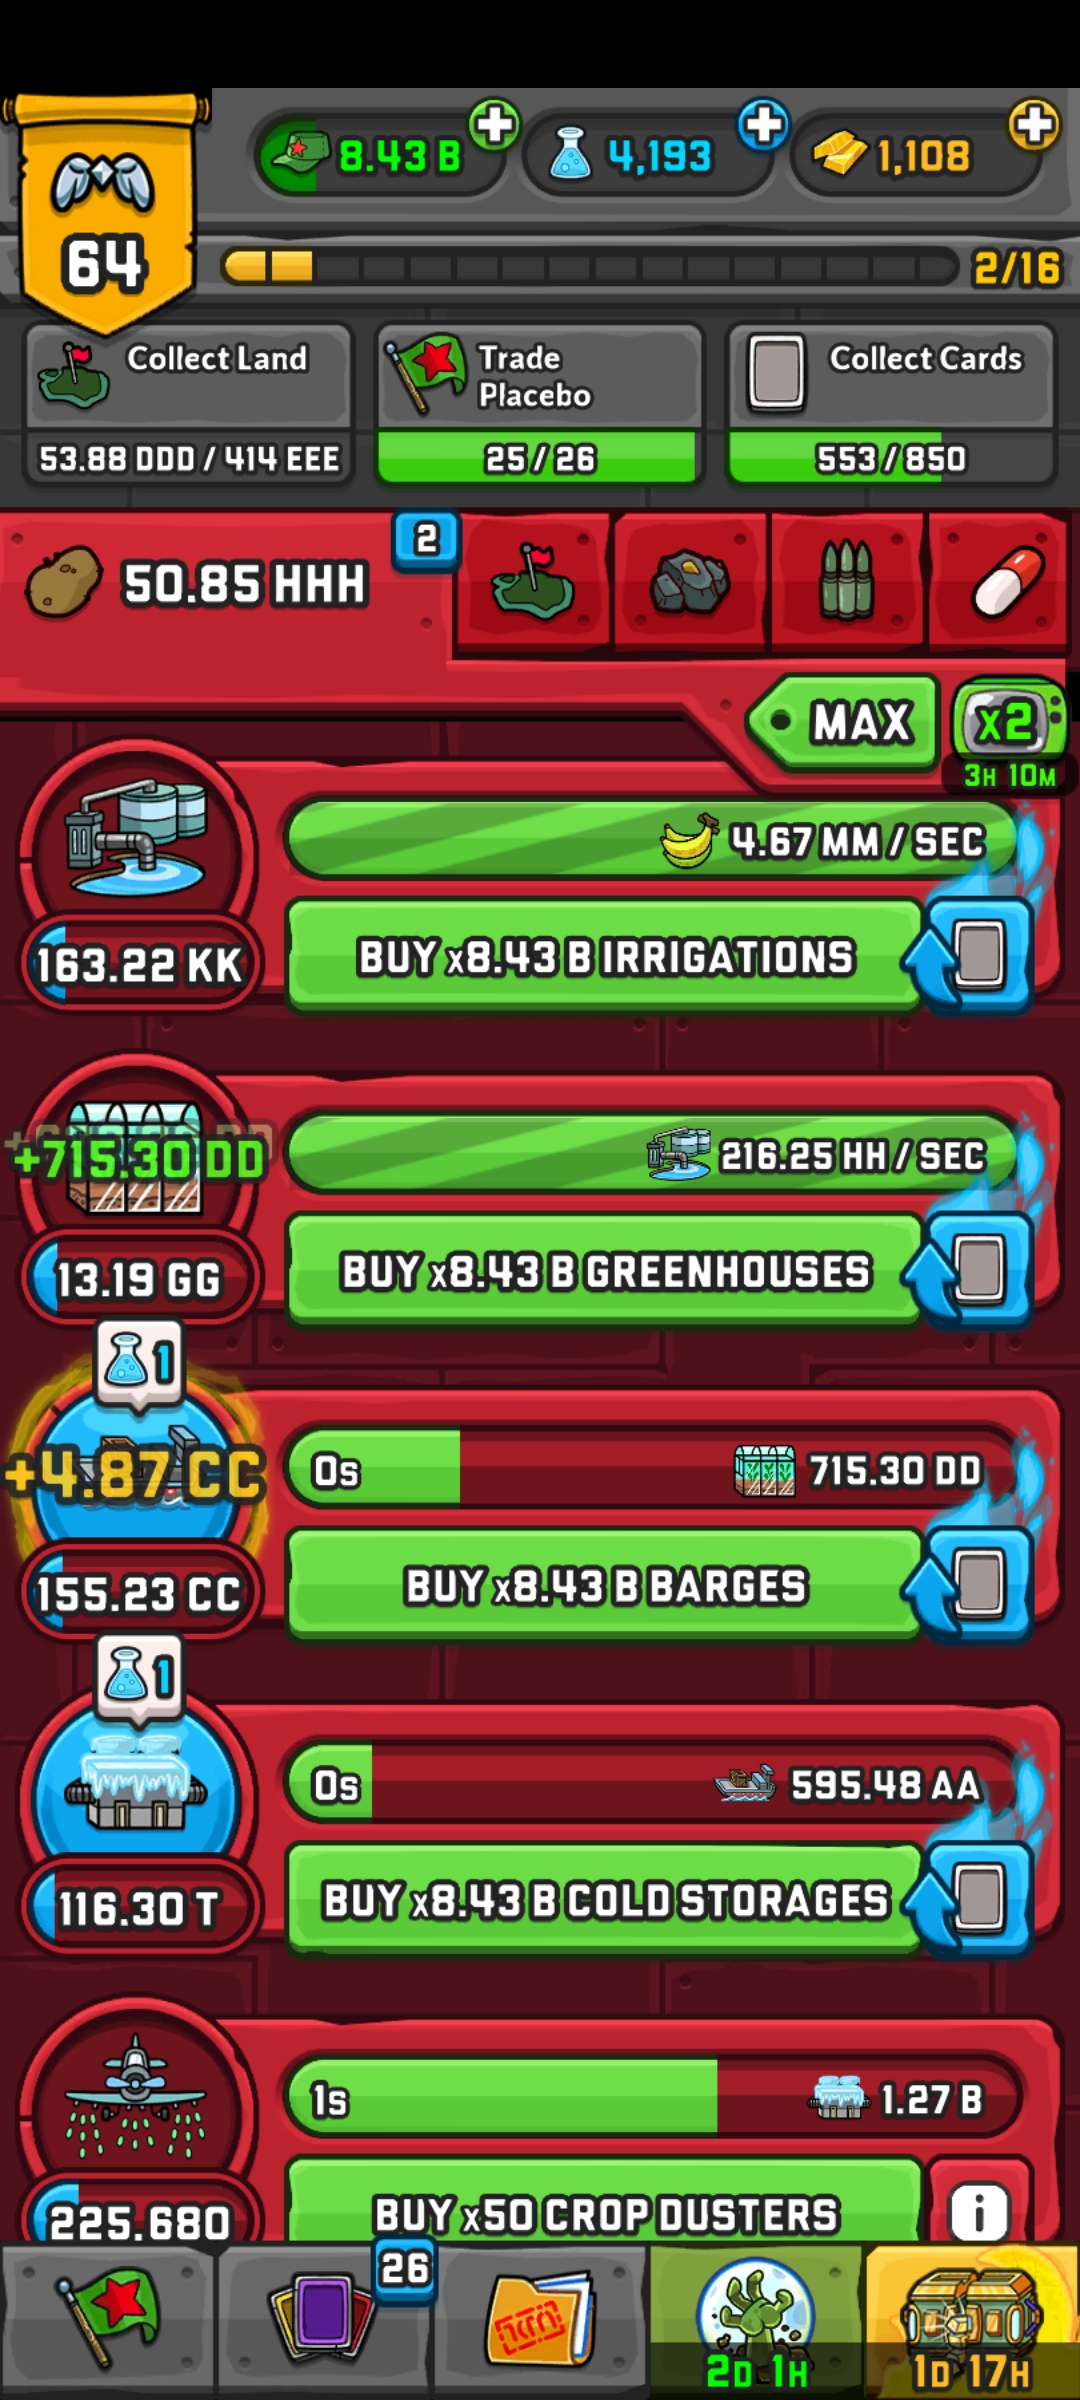 8.43 B
4,193
1,108
64
2/16
Collect Land
53.88 DDD / 414 EEE
Trade
Placebo
25 / 26
Collect Cards
553 / 850
50.85 HHH
2
MAX
x2
3H 10M
4.67 MM / SEC
163.22 KK
BUY x8.43 B IRRIGATIONS
+715.30 DD
216.25 HH / SEC
13.19 GG
BUY x8.43 B GREENHOUSES
1
+4.87 CC
0s
715.30 DD
155.23 CC
BUY x8.43 B BARGES
1
0s
595.48 AA
116.30 T
BUY x8.43 B COLD STORAGES
1s
1.27 B
225,680
BUY x50 CROP DUSTERS
i
26
2D 1H
1D 17H